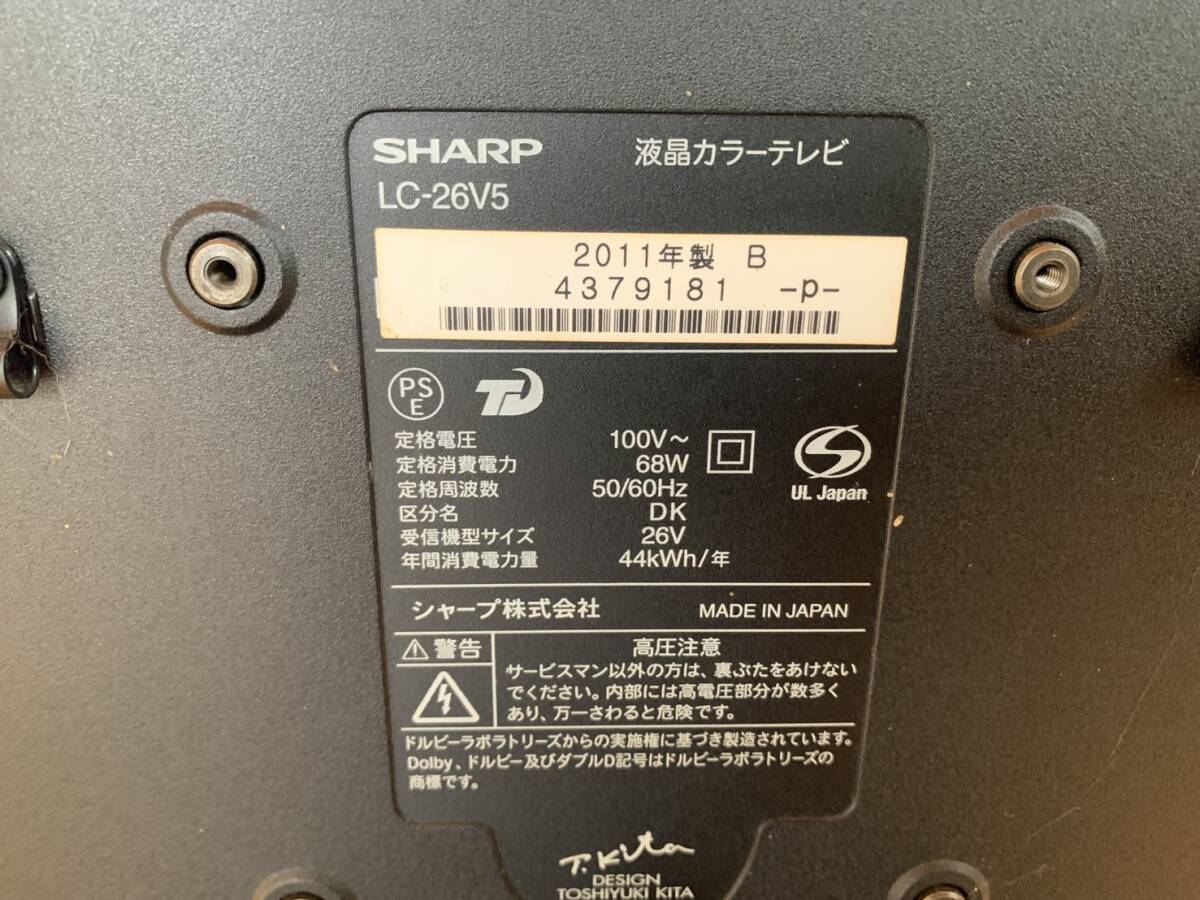 SHARP 液晶カラーテレビ
LC-26V5
2011年製 B
4379181 -p-
PS
E
定格電圧 100V～
定格消費電力 68W
定格周波数 50/60Hz
区分名 DK
受信機型サイズ 26V
年間消費電力量 44kWh/年
UL Japan
シャープ株式会社 MADE IN JAPAN
警告
高圧注意
サービスマン以外の方は、裏ぶたをあけない
でください。内部には高電圧部分が数多く
あり、万一さわると危険です。
ドルビーラボラトリーズからの実施権に基づき製造されています。
Dolby、ドルビー及びダブルD記号はドルビーラボラトリーズの
商標です。
T.Kita
DESIGN
TOSHIYUKI KITA